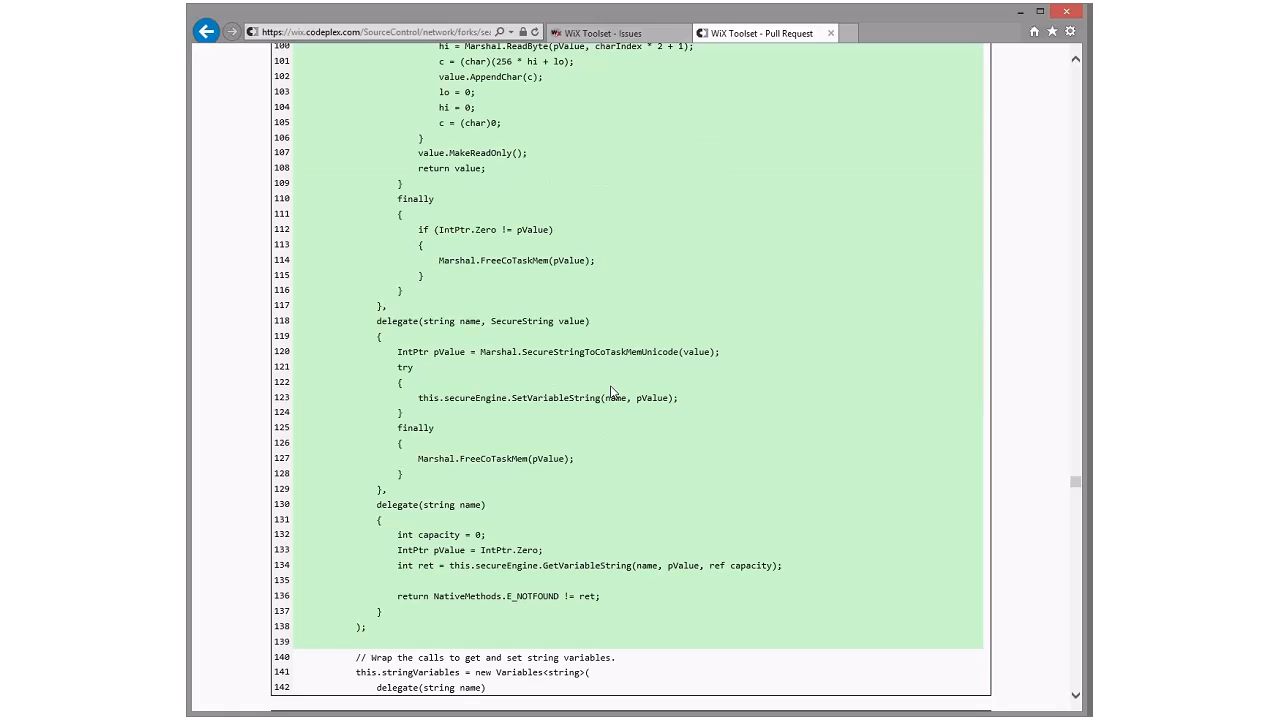 https://wix.codeplex.com/SourceControl/network/forks/sea
WiX Toolset - Issues
WiX Toolset - Pull Request
100 hi = Marshal.ReadByte(pValue, charIndex * 2 + 1);
101 c = (char)(256 * hi + lo);
102 value.AppendChar(c);
103 lo = 0;
104 hi = 0;
105 c = (char)0;
106 }
107 value.MakeReadOnly();
108 return value;
109 }
110 finally
111 {
112 if (IntPtr.Zero != pValue)
113 {
114 Marshal.FreeCoTaskMem(pValue);
115 }
116 }
117 },
118 delegate(string name, SecureString value)
119 {
120 IntPtr pValue = Marshal.SecureStringToCoTaskMemUnicode(value);
121 try
122 {
123 this.secureEngine.SetVariableString(name, pValue);
124 }
125 finally
126 {
127 Marshal.FreeCoTaskMem(pValue);
128 }
129 },
130 delegate(string name)
131 {
132 int capacity = 0;
133 IntPtr pValue = IntPtr.Zero;
134 int ret = this.secureEngine.GetVariableString(name, pValue, ref capacity);
135
136 return NativeMethods.E_NOTFOUND != ret;
137 }
138 );
139
140 // Wrap the calls to get and set string variables.
141 this.stringVariables = new Variables<string>(
142 delegate(string name)